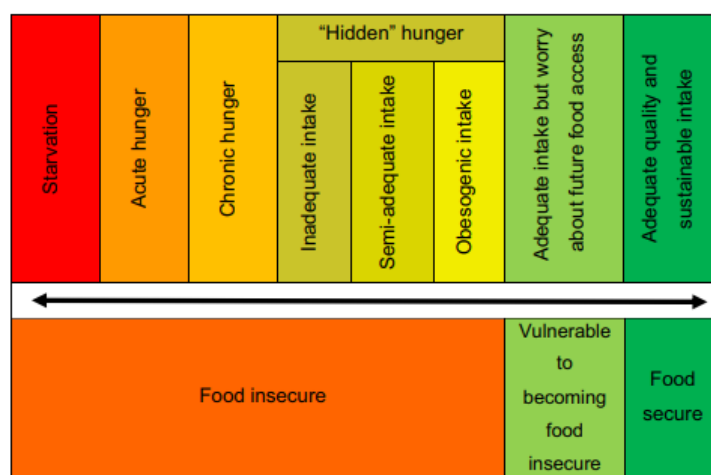 Starvation
Acute hunger
Chronic hunger
“Hidden” hunger
Inadequate intake
Semi-adequate intake
Obesogenic intake
Adequate intake but worry
about future food access
Adequate quality and
sustainable intake
Food insecure
Vulnerable
to
becoming
food
insecure
Food
secure